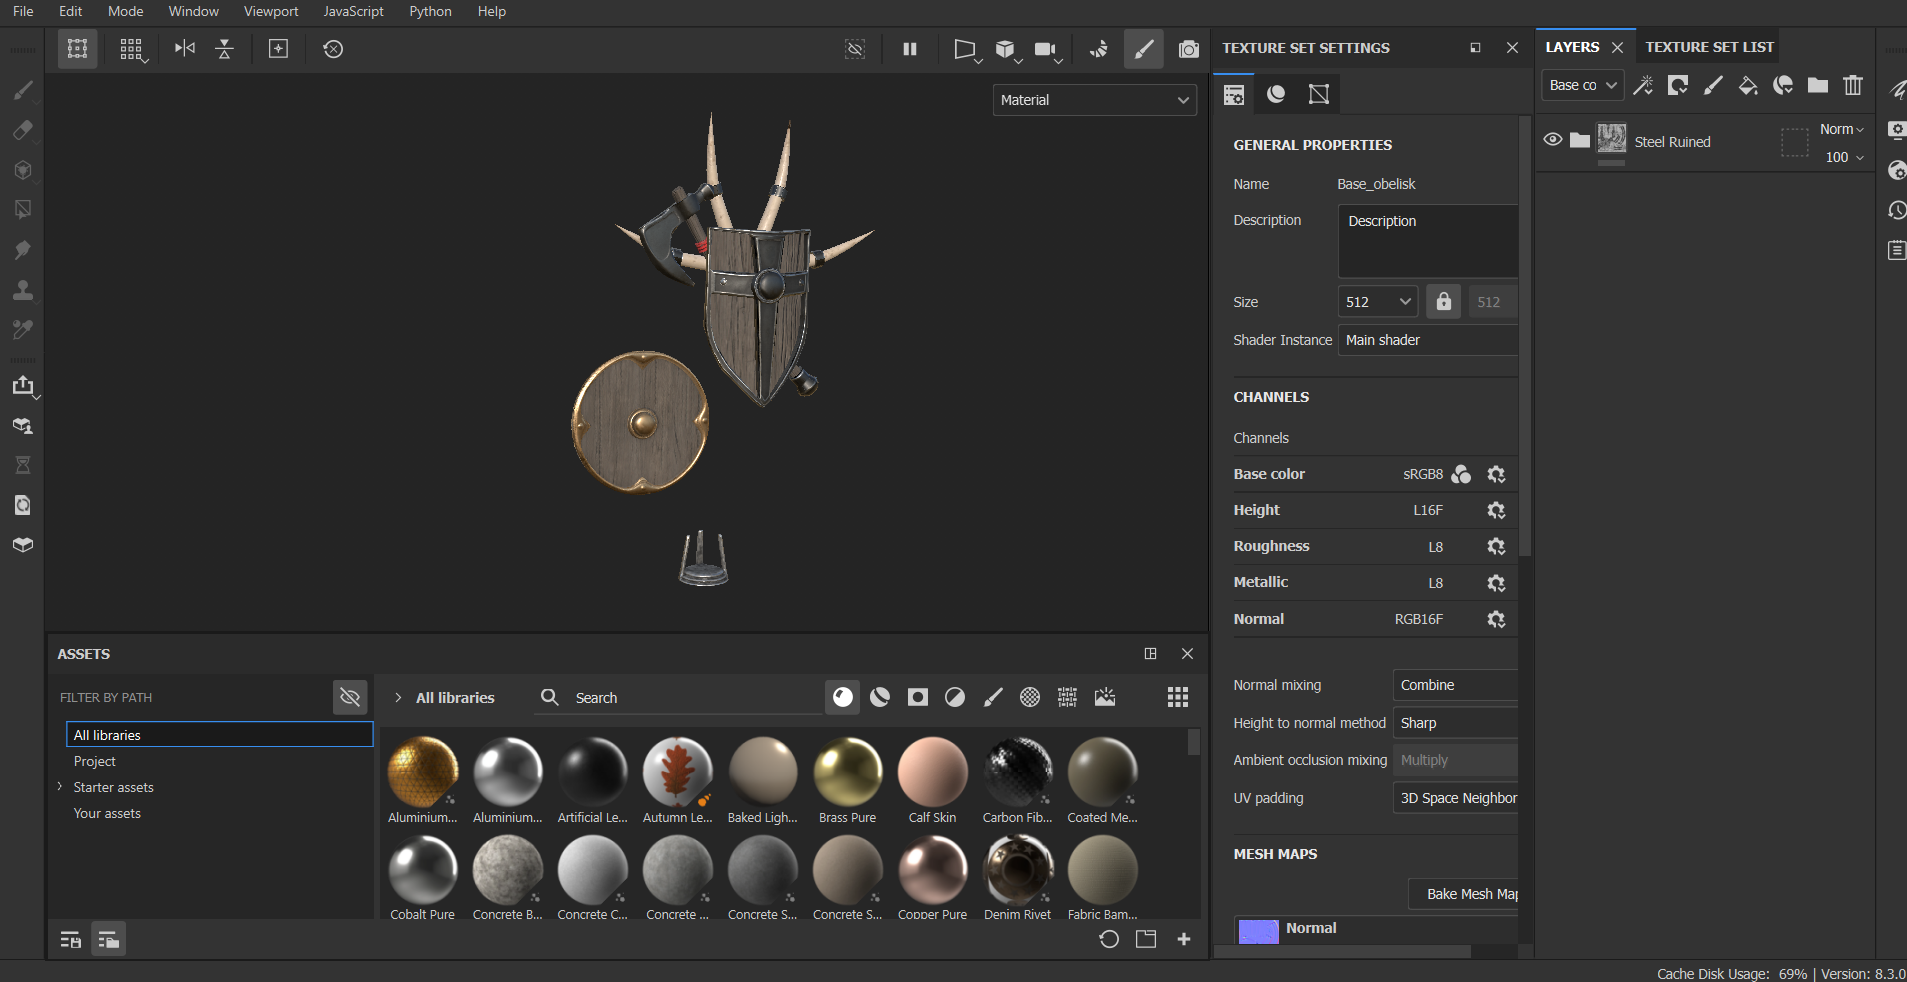 File Edit Mode Window Viewport JavaScript Python Help
Material
TEXTURE SET SETTINGS
GENERAL PROPERTIES
Name Base_obelisk
Description Description
Size 512 512
Shader Instance Main shader
CHANNELS
Channels
Base color sRGB8
Height L16F
Roughness L8
Metallic L8
Normal RGB16F
Normal mixing Combine
Height to normal method Sharp
Ambient occlusion mixing Multiply
UV padding 3D Space Neighbor
MESH MAPS
Bake Mesh Map
Normal
LAYERS TEXTURE SET LIST
Base co
Steel Ruined Norm
100
ASSETS
FILTER BY PATH
All libraries
Project
Starter assets
Your assets
All libraries Search
Aluminium... Aluminium... Artificial Le... Autumn Le... Baked Ligh... Brass Pure Calf Skin Carbon Fib... Coated Me...
Cobalt Pure Concrete B... Concrete C... Concrete ... Concrete S... Concrete S... Copper Pure Denim Rivet Fabric Bam...
Cache Disk Usage: 69% | Version: 8.3.0